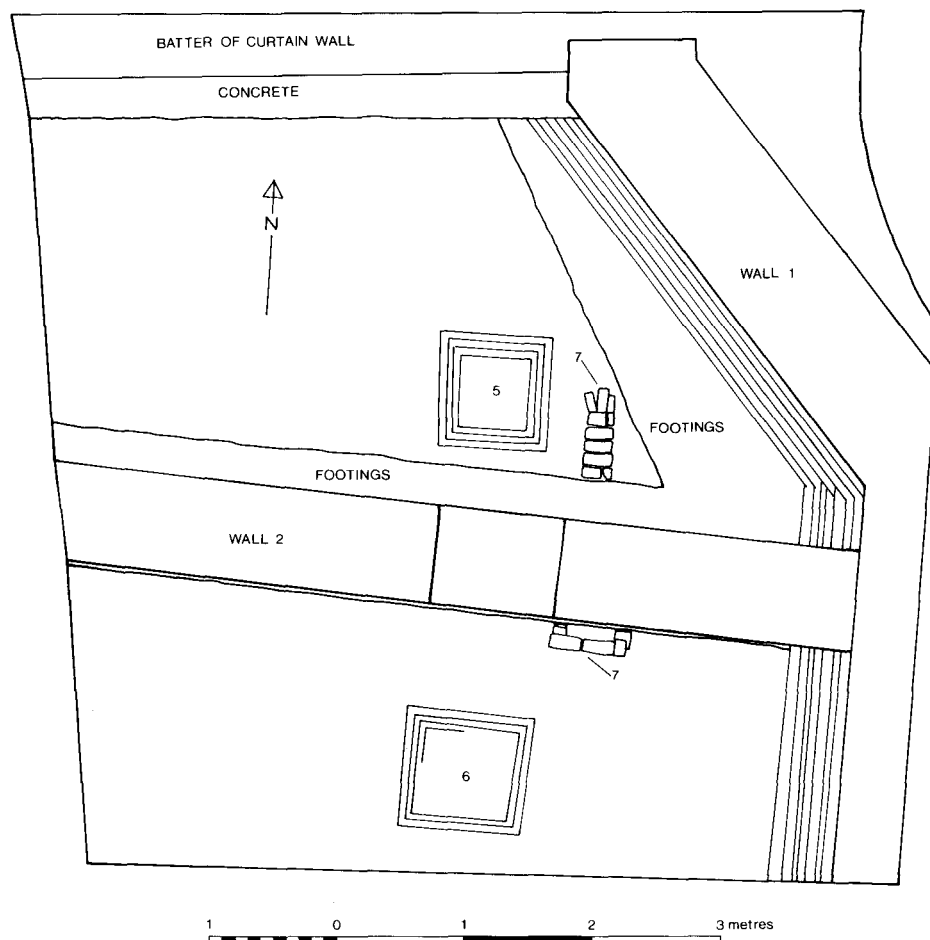 BATTER OF CURTAIN WALL
CONCRETE
N
WALL 1
7
5
FOOTINGS
FOOTINGS
WALL 2
7
6
1 0 1 2 3 metres